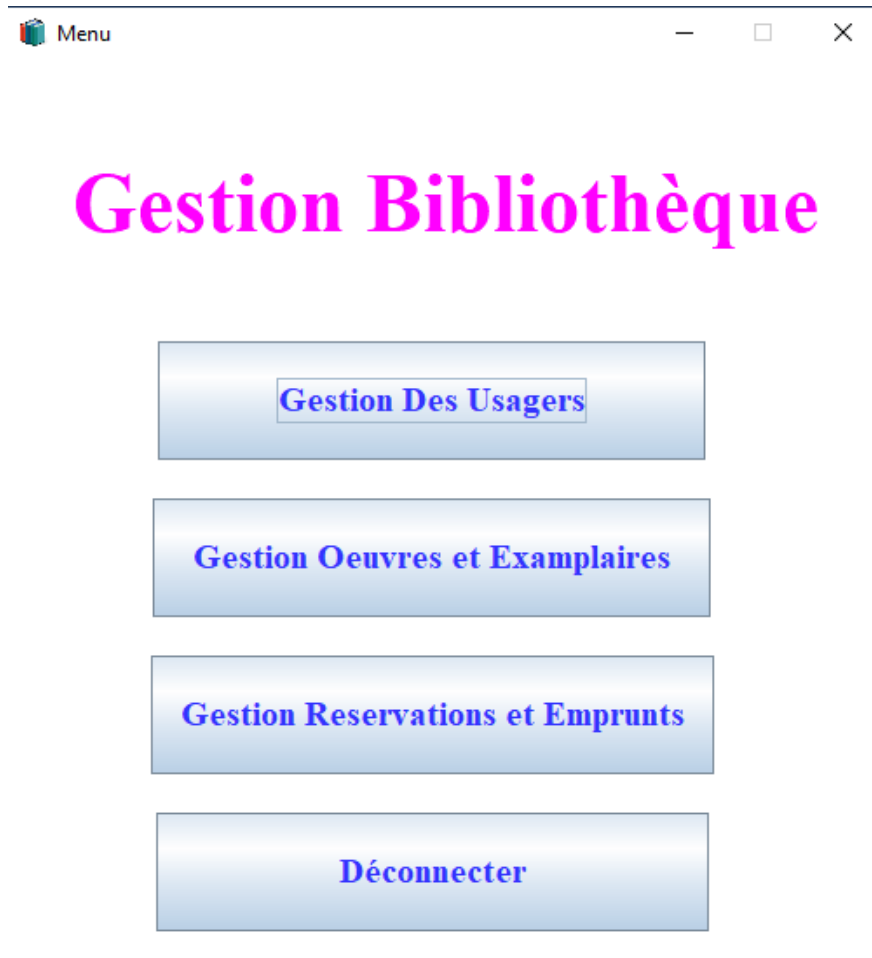 Menu
Gestion Bibliothèque
Gestion Des Usagers
Gestion Oeuvres et Examplaires
Gestion Reservations et Emprunts
Déconnecter